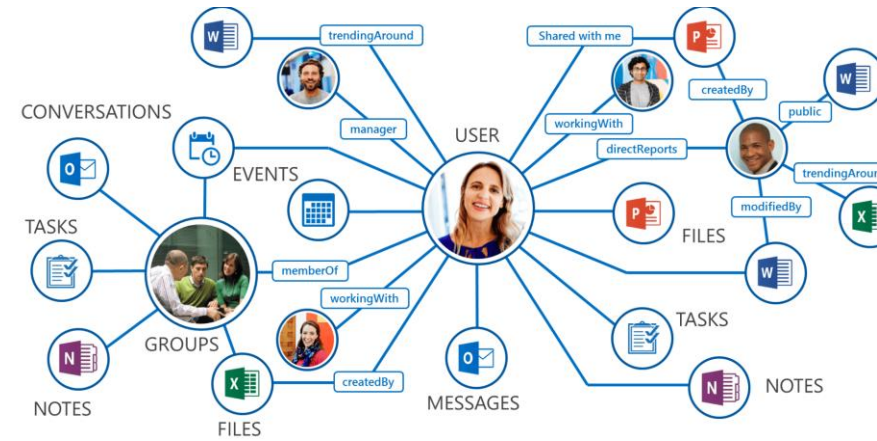 trendingAround
Shared with me
createdBy
public
CONVERSATIONS
manager
USER
workingWith
directReports
EVENTS
trendingAroun
TASKS
modifiedBy
FILES
memberOf
workingWith
TASKS
GROUPS
createdBy
MESSAGES
NOTES
NOTES
FILES
W
P
W
O
P
X
W
N
X
O
N